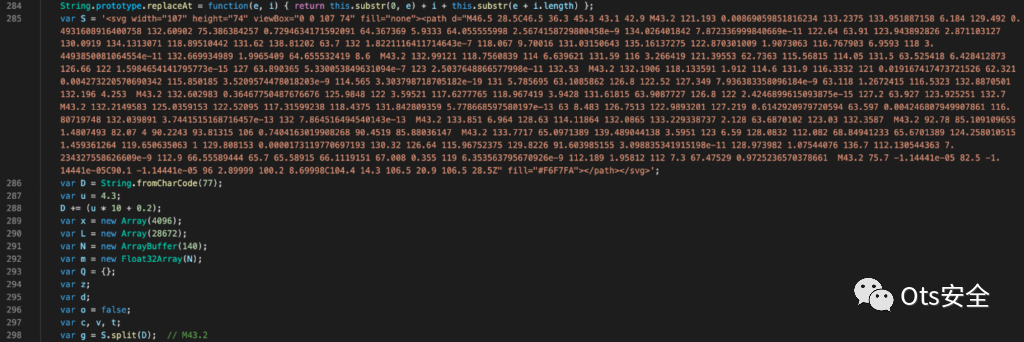 284 String.prototype.replaceAt = function(e, i) { return this.substr(0, e) + i + this.substr(e + i.length) };
285 var S = '<svg width="107" height="74" viewBox="0 0 107 74" fill="none"><path d="M46.5 28.5C46.5 36.3 45.3 43.1 42.9 M43.2 121.193 0.00869059851816234 133.2375 133.951887158 6.184 129.492 0.
4931608916400758 132.60902 75.386384257 0.7294634171592091 64.367369 5.9333 64.05555998 2.5674158729800458e-9 134.026401842 7.872336999840669e-11 122.64 63.91 123.943892826 2.871103127
130.0919 134.1313071 118.89510442 131.62 138.81202 63.7 132 1.8221116411714643e-7 118.067 9.70016 131.03150643 135.16137275 122.870301009 1.9073063 116.767903 6.9593 118 3.
4493850081064554e-11 132.669934989 1.9965409 64.655532419 8.6  M43.2 132.99121 118.7560839 114 6.639621 131.59 116 3.266419 121.39553 62.7363 115.56815 114.05 131.5 63.525418 6.428412873
126.66 122 1.5984654141795773e-15 127 63.890365 5.330053849631094e-7 123 2.5037648866577998e-11 132.53  M43.2 132.1906 118.133591 1.912 114.6 131.9 116.3332 121 0.019167417473721526 62.321
0.004273220570690342 115.850185 3.5209574478018203e-9 114.565 3.303798718705182e-19 131 5.785695 63.1085862 126.8 122.52 127.349 7.936383358096184e-9 63.118 1.2672415 116.5323 132.8870501
132.196 4.253  M43.2 132.602983 0.36467750487676676 125.9848 122 3.59521 117.6277765 118.967419 3.9428 131.61815 63.9087727 126.8 122 2.4246899615093875e-15 127.2 63.927 123.925251 132.7
M43.2 132.2149583 125.0359153 122.52095 117.31599238 118.4375 131.842809359 5.778668597580197e-13 63 8.483 126.7513 122.9893201 127.219 0.6142920979720594 63.597 0.004246807949907861 116.
80719748 132.039891 3.7441515168716457e-13 132 7.864516494540143e-13  M43.2 133.851 6.964 128.63 114.11864 132.0865 133.229338737 2.128 63.6870102 123.03 132.3587  M43.2 92.78 85.109109655
1.4807493 82.07 4 90.2243 93.81315 106 0.7404163019908268 90.4519 85.88036147  M43.2 133.7717 65.0971389 139.489044138 3.5951 123 6.59 128.0832 112.082 68.84941233 65.6701389 124.258010515
1.459361264 119.650635063 1 129.808153 0.0000173119770697193 130.32 126.64 115.96752375 129.8226 91.603985155 3.098835341915198e-11 128.973982 1.07544076 136.7 112.130544363 7.
234327558626609e-9 112.9 66.55589444 65.7 65.58915 66.1119151 67.008 0.355 119 6.353563795670926e-9 112.189 1.95812 112 7.3 67.47529 0.9725236570378661  M43.2 75.7 -1.14441e-05 82.5 -1.
14441e-05C90.1 -1.14441e-05 96 2.89999 100.2 8.69998C104.4 14.3 106.5 20.9 106.5 28.5Z" fill="#F6F7FA"></path></svg>';
286 var D = String.fromCharCode(77);
287 var u = 4.3;
288 D += (u * 10 + 0.2);
289 var x = new Array(4096);
290 var L = new Array(28672);
291 var N = new ArrayBuffer(140);
292 var m = new Float32Array(N);
293 var Q = {};
294 var z;
295 var d;
296 var o = false;
297 var c, v, t;
298 var g = S.split(D);  // M43.2
Ots安全